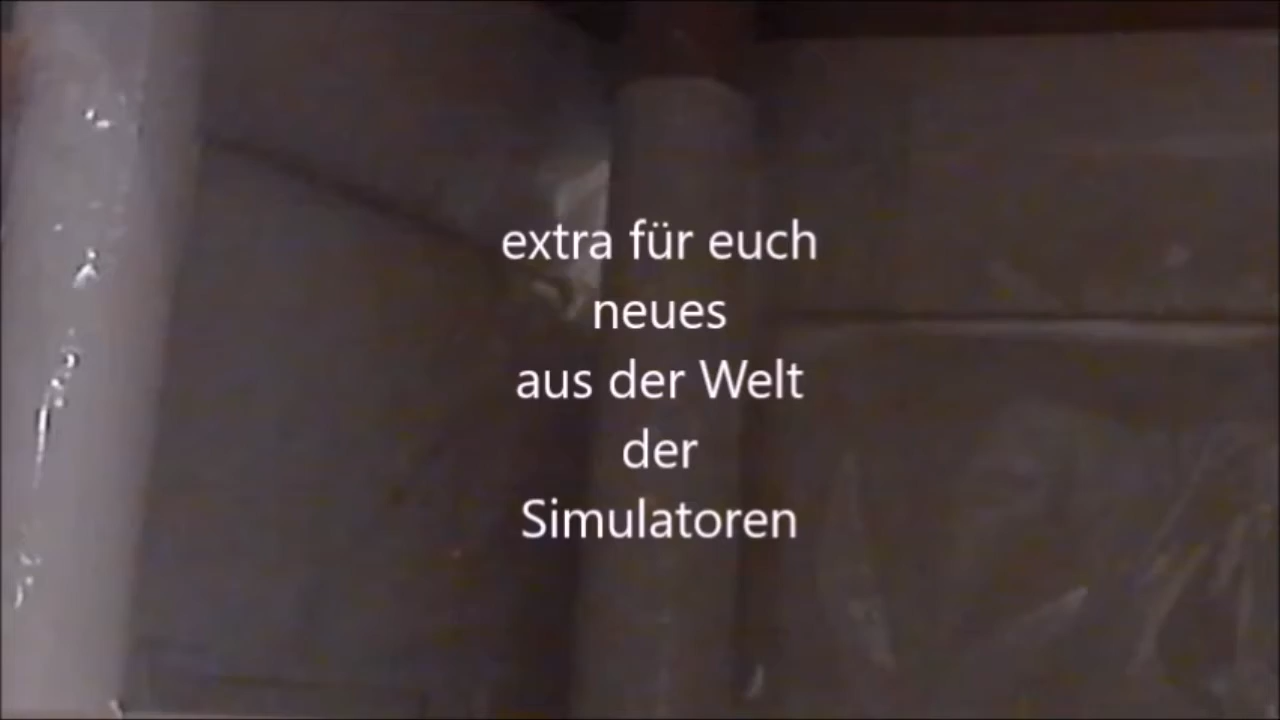 extra für euch
neues
aus der Welt
der
Simulatoren